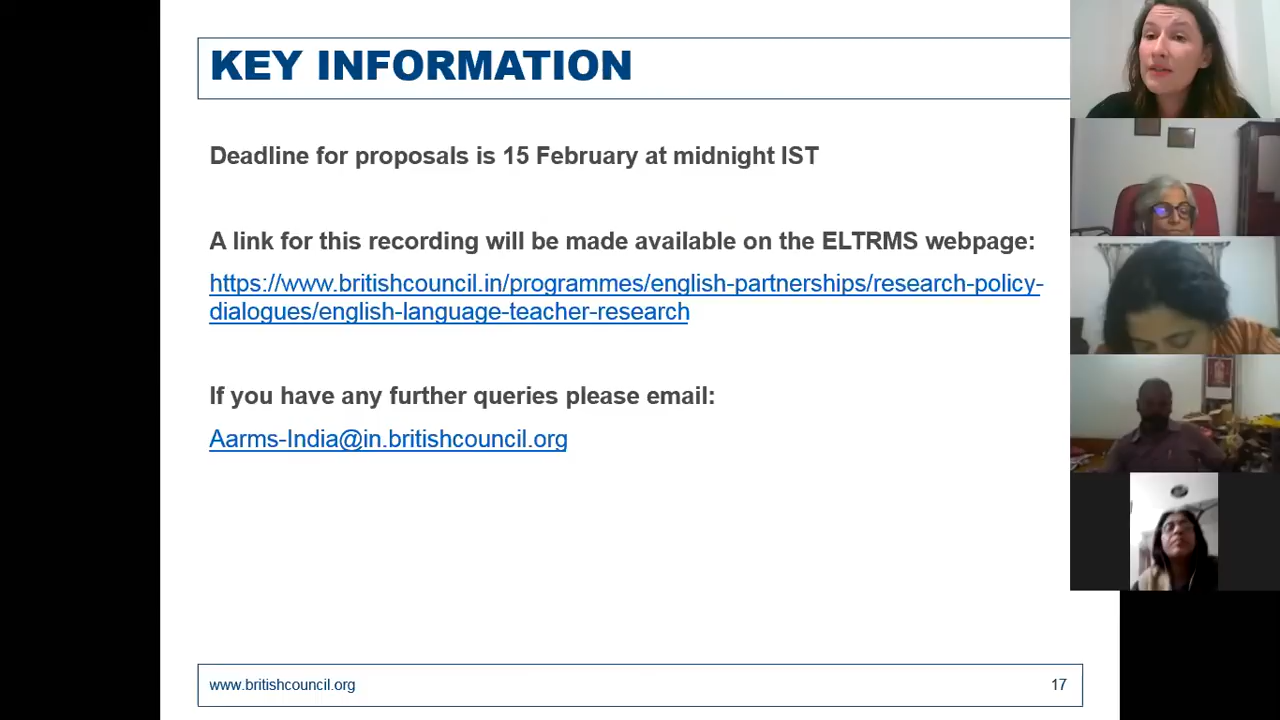 KEY INFORMATION
Deadline for proposals is 15 February at midnight IST
A link for this recording will be made available on the ELTRMS webpage:
https://www.britishcouncil.in/programmes/english-partnerships/research-policy-
dialogues/english-language-teacher-research
If you have any further queries please email:
Aarms-India@in.britishcouncil.org
www.britishcouncil.org
17